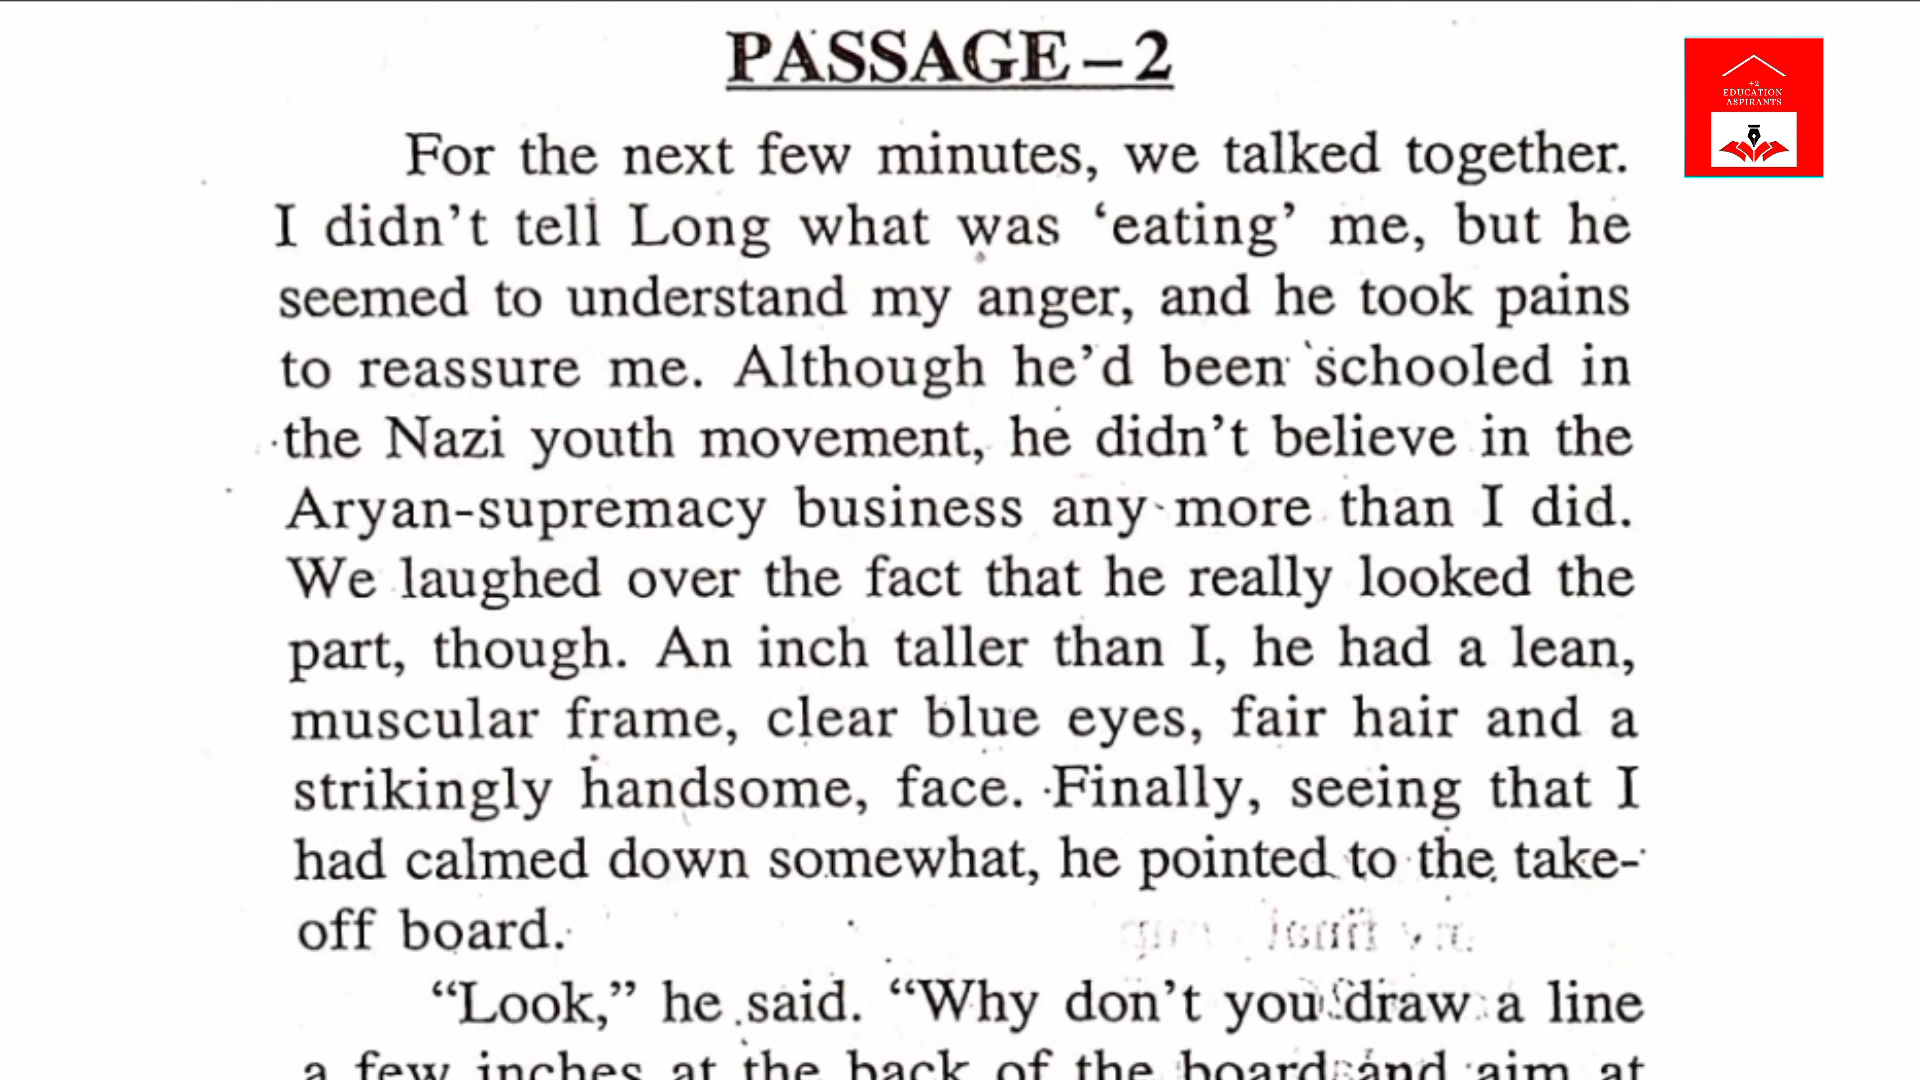 PASSAGE – 2
+2
EDUCATION
ASPIRANTS
For the next few minutes, we talked together.
I didn't tell Long what was 'eating' me, but he
seemed to understand my anger, and he took pains
to reassure me. Although he'd been schooled in
the Nazi youth movement, he didn't believe in the
Aryan-supremacy business any more than I did.
We laughed over the fact that he really looked the
part, though. An inch taller than I, he had a lean,
muscular frame, clear blue eyes, fair hair and a
strikingly handsome, face. Finally, seeing that I
had calmed down somewhat, he pointed to the take-
off board.
"Look," he said. "Why don't you draw a line
a few inches at the back of the board and aim at